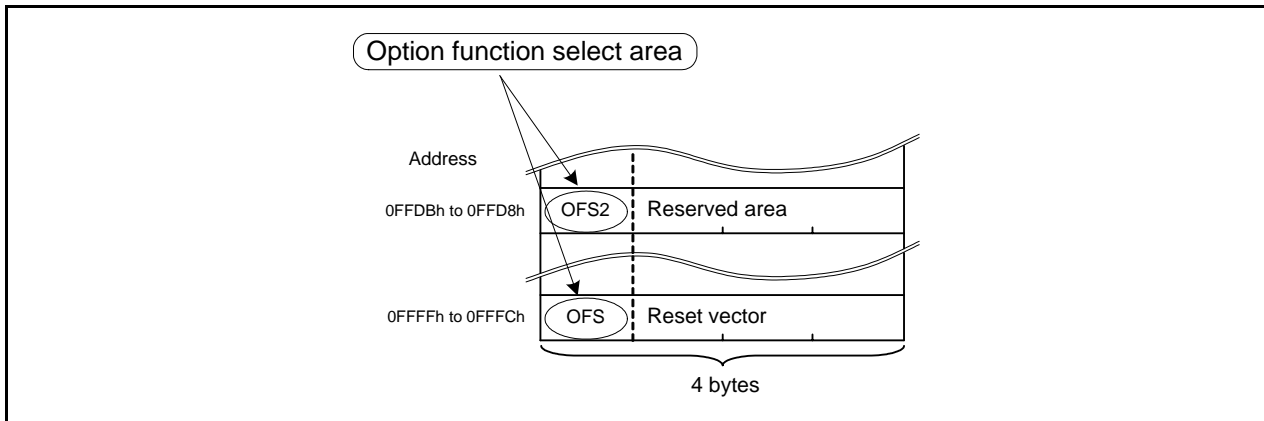 Option function select area
Address
0FFDBh to 0FFD8h
OFS2
Reserved area
0FFFFh to 0FFFCh
OFS
Reset vector
4 bytes